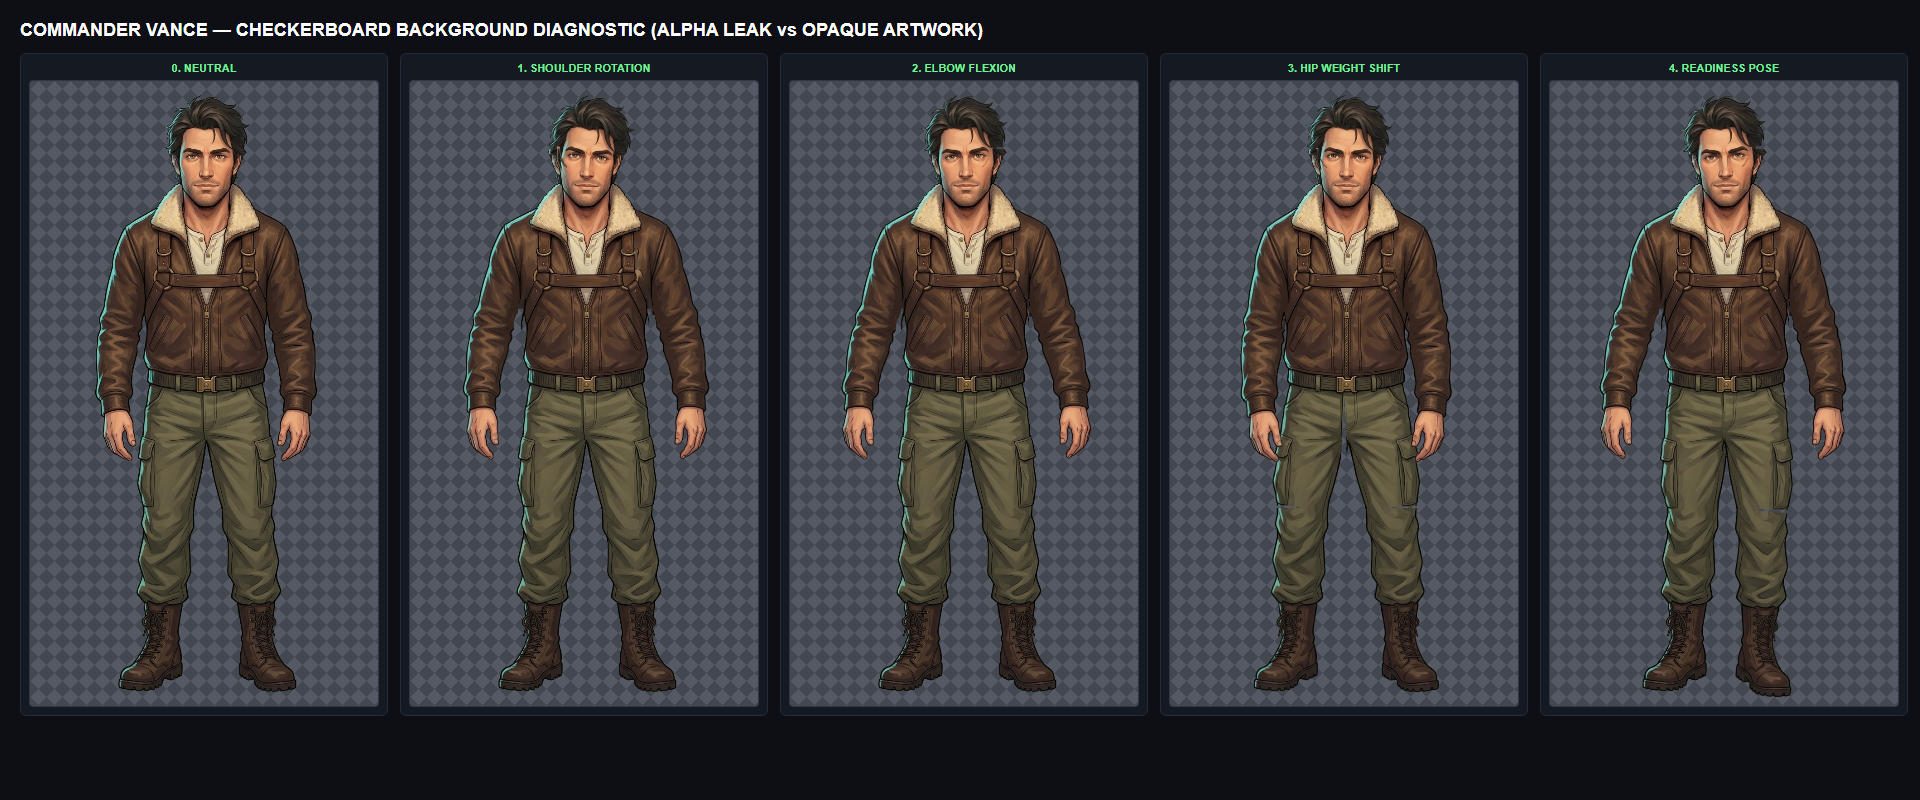 COMMANDER VANCE — CHECKERBOARD BACKGROUND DIAGNOSTIC (ALPHA LEAK vs OPAQUE ARTWORK)
0. NEUTRAL
1. SHOULDER ROTATION
2. ELBOW FLEXION
3. HIP WEIGHT SHIFT
4. READINESS POSE